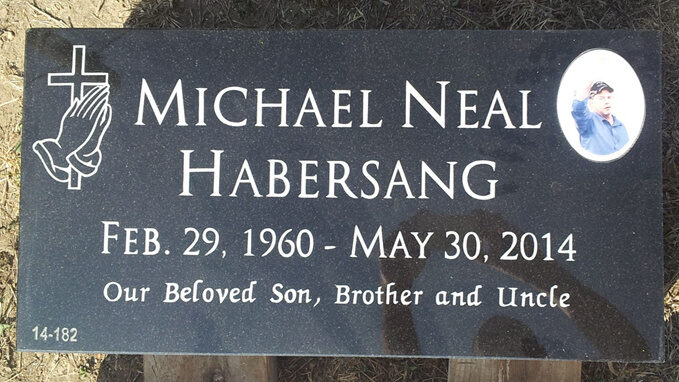 MICHAEL NEAL
HABERSANG
FEB. 29, 1960 - MAY 30, 2014
Our Beloved Son, Brother and Uncle
14-182